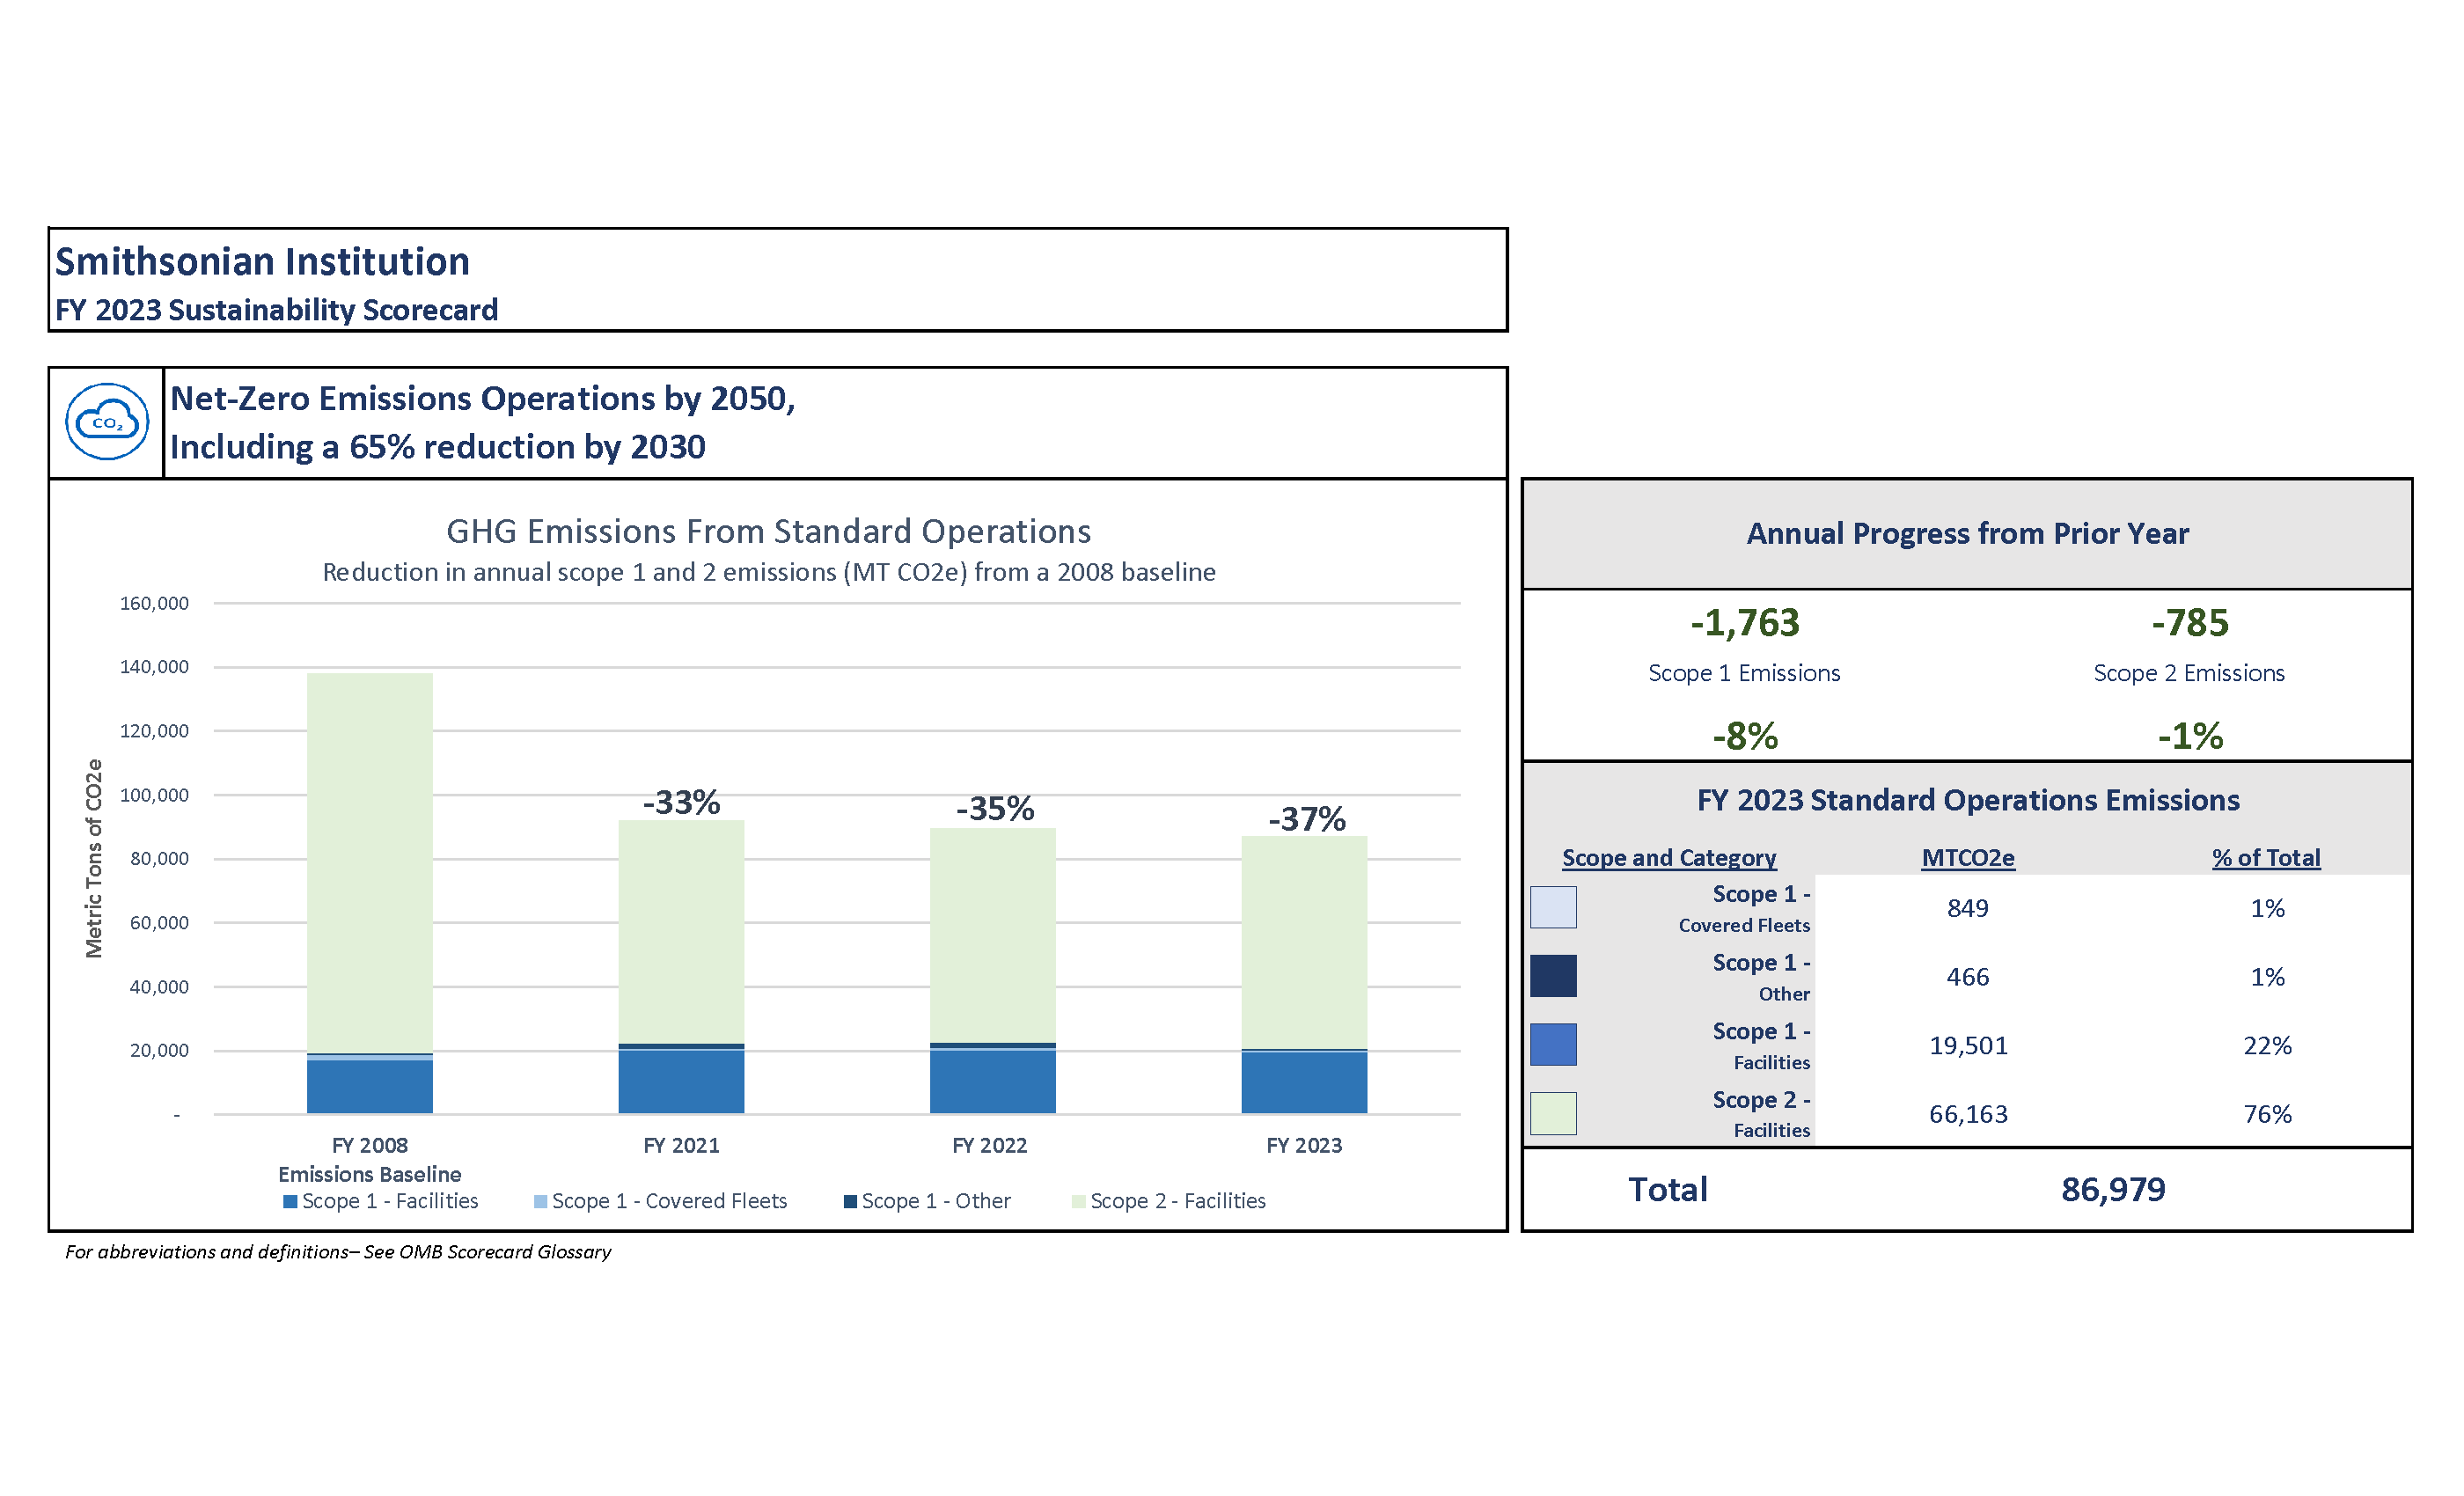 Smithsonian Institution
FY 2023 Sustainability Scorecard
CO₂
Net-Zero Emissions Operations by 2050,
Including a 65% reduction by 2030
GHG Emissions From Standard Operations
Reduction in annual scope 1 and 2 emissions (MT CO2e) from a 2008 baseline
Metric Tons of CO2e
160,000
140,000
120,000
100,000
80,000
60,000
40,000
20,000
-
-33%
-35%
-37%
FY 2008
Emissions Baseline
FY 2021
FY 2022
FY 2023
Scope 1 - Facilities
Scope 1 - Covered Fleets
Scope 1 - Other
Scope 2 - Facilities
For abbreviations and definitions– See OMB Scorecard Glossary
Annual Progress from Prior Year
-1,763 -785
Scope 1 Emissions Scope 2 Emissions
-8% -1%
FY 2023 Standard Operations Emissions
Scope and Category MTCO2e % of Total
Scope 1 -
Covered Fleets 849 1%
Scope 1 -
Other 466 1%
Scope 1 -
Facilities 19,501 22%
Scope 2 -
Facilities 66,163 76%
Total 86,979